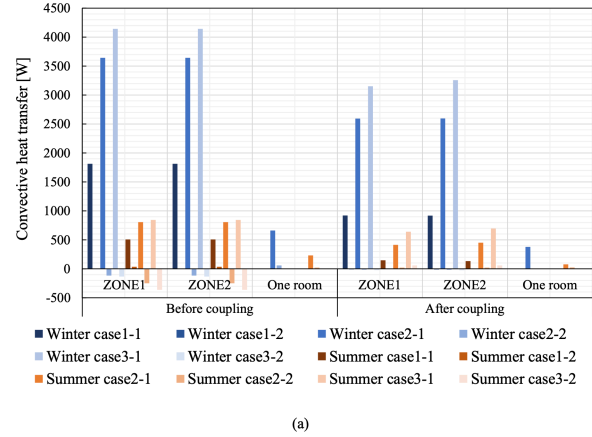 Convective heat transfer [W]
4500
4000
3500
3000
2500
2000
1500
1000
500
0
-500
ZONE1 ZONE2 One room ZONE1 ZONE2 One room
Before coupling After coupling
Winter case1-1 Winter case1-2 Winter case2-1 Winter case2-2
Winter case3-1 Winter case3-2 Summer case1-1 Summer case1-2
Summer case2-1 Summer case2-2 Summer case3-1 Summer case3-2
(a)